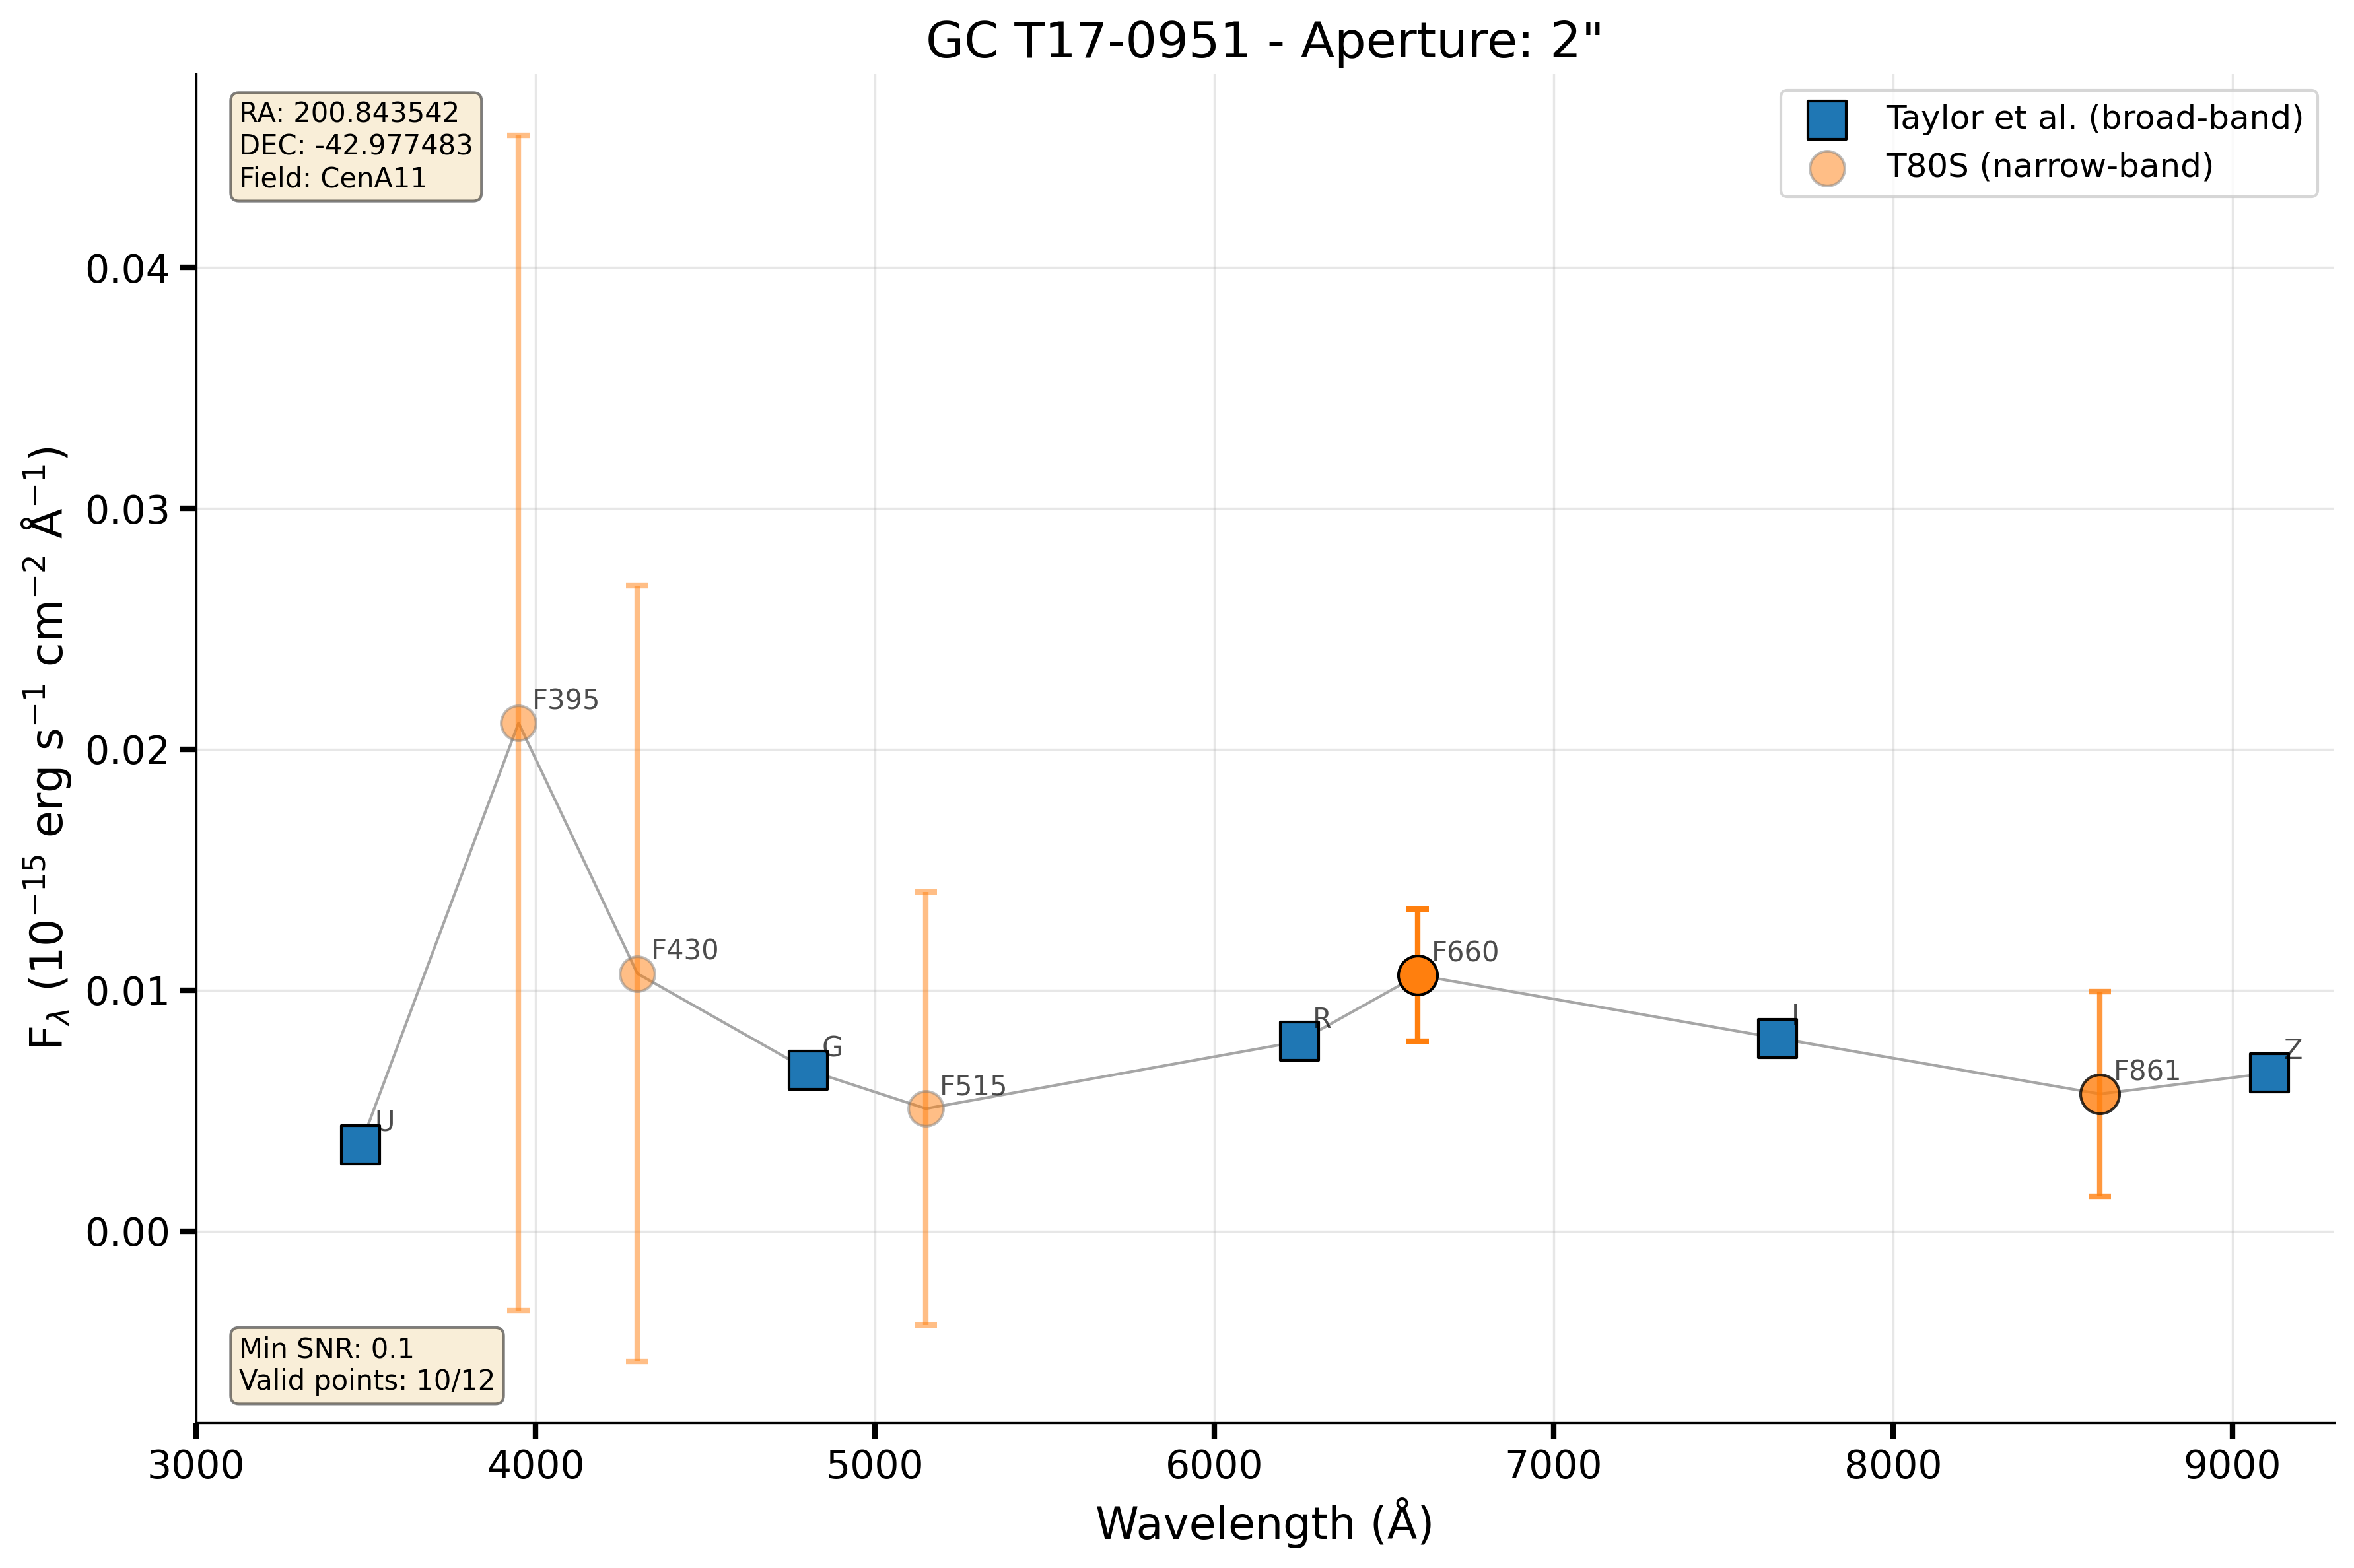 GC T17-0951 - Aperture: 2"
RA: 200.843542
DEC: -42.977483
Field: CenA11
Taylor et al. (broad-band)
T80S (narrow-band)
0.04
0.03
0.02
0.01
0.00
F_λ (10⁻¹⁵ erg s⁻¹ cm⁻² Å⁻¹)
U
F395
F430
G
F515
R
F660
I
F861
Z
Min SNR: 0.1
Valid points: 10/12
3000 4000 5000 6000 7000 8000 9000
Wavelength (Å)